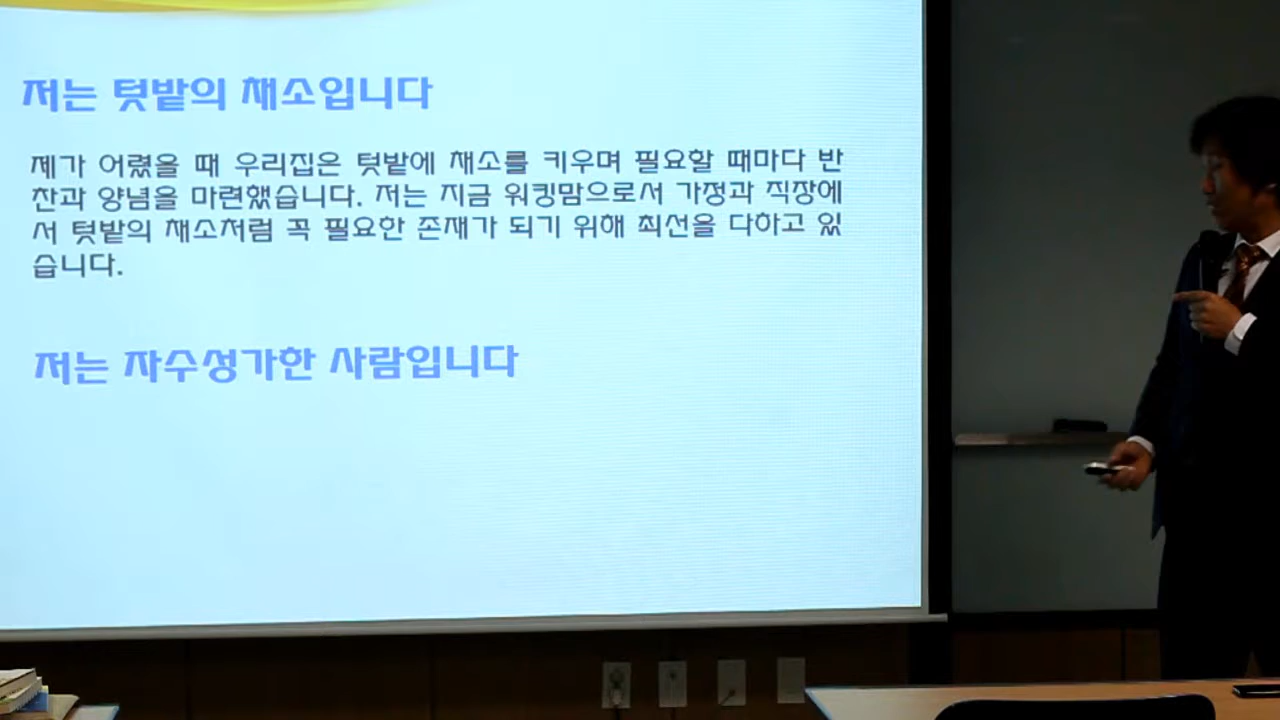 저는 텃밭의 채소입니다
제가 어렸을 때 우리집은 텃밭에 채소를 키우며 필요할 때마다 반
찬과 양념을 마련했습니다. 저는 지금 워킹맘으로서 가정과 직장에
서 텃밭의 채소처럼 꼭 필요한 존재가 되기 위해 최선을 다하고 있
습니다.
저는 자수성가한 사람입니다